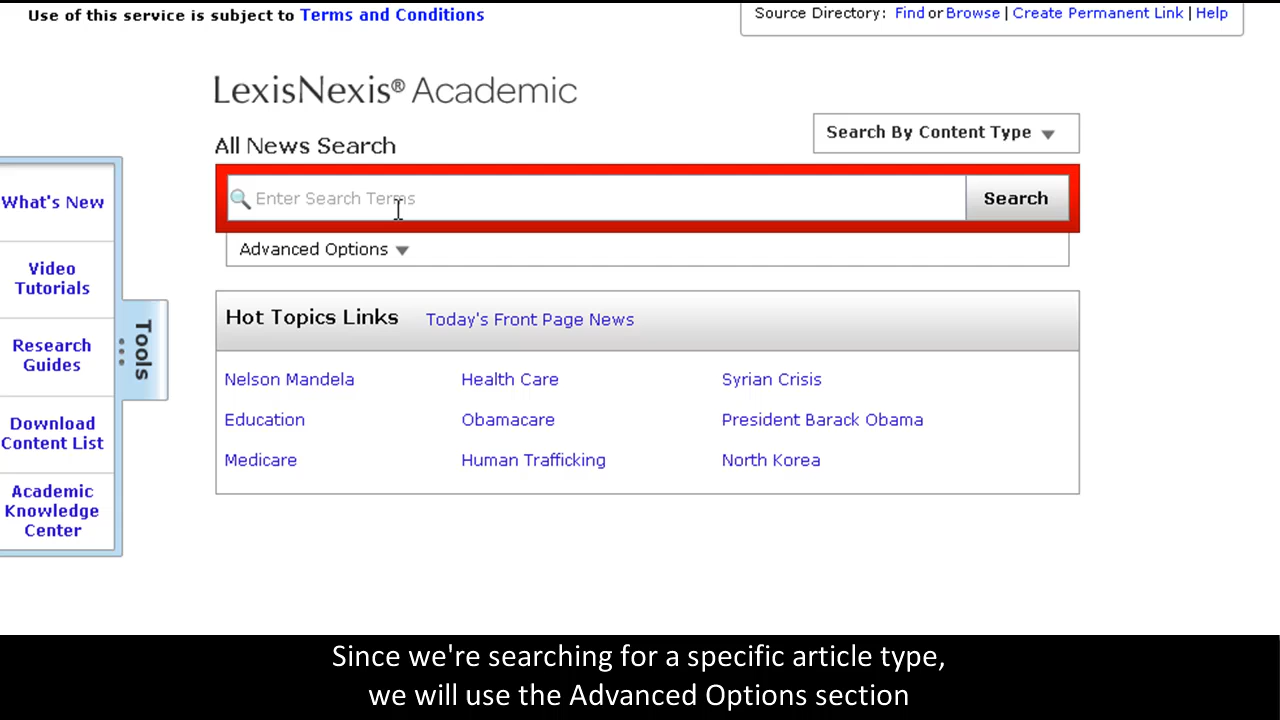 Use of this service is subject to Terms and Conditions
Source Directory: Find or Browse | Create Permanent Link | Help
LexisNexis® Academic
Search By Content Type
All News Search
Enter Search Terms
Search
Advanced Options
What's New
Video
Tutorials
Research
Guides
Download
Content List
Academic
Knowledge
Center
Tools
Hot Topics Links Today's Front Page News
Nelson Mandela Health Care Syrian Crisis
Education Obamacare President Barack Obama
Medicare Human Trafficking North Korea
Since we're searching for a specific article type,
we will use the Advanced Options section